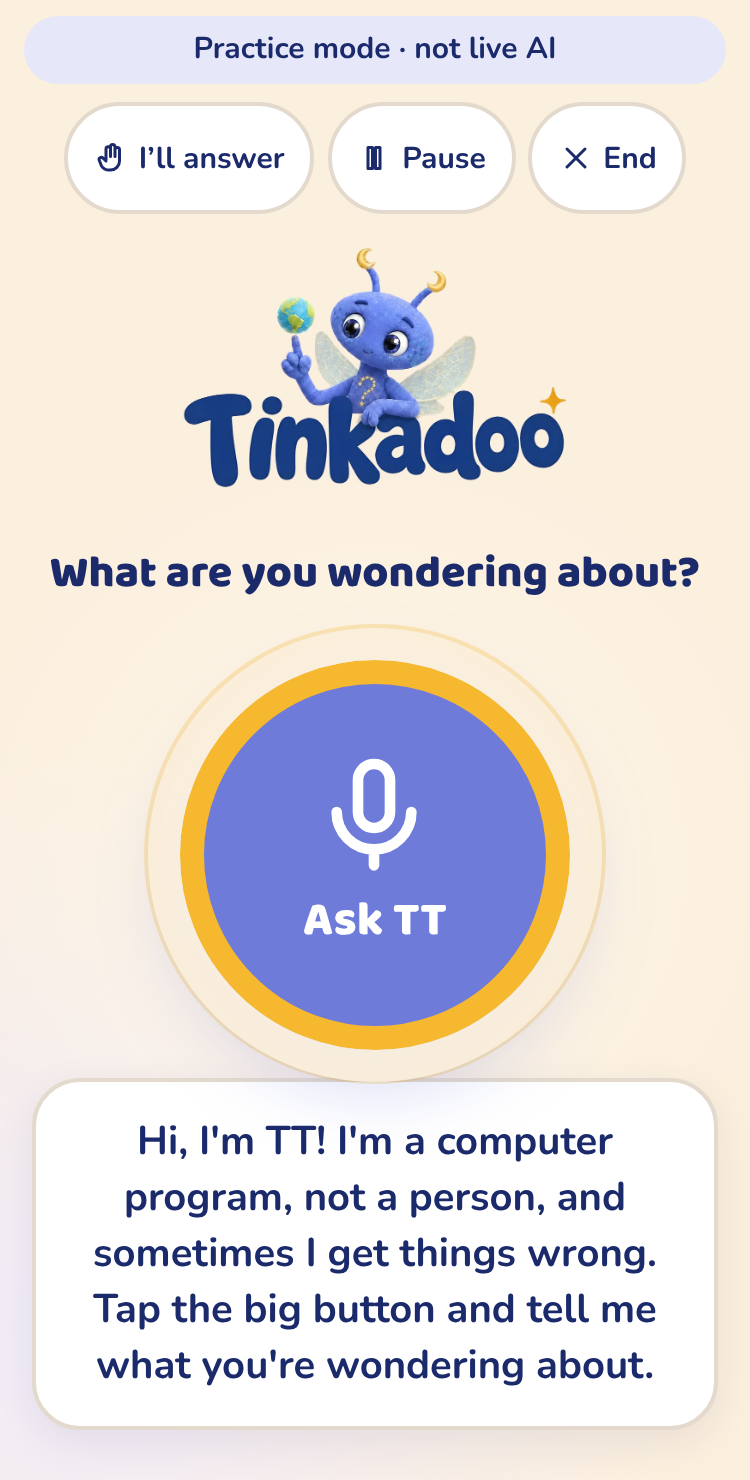 Practice mode · not live AI
I’ll answer
Pause
End
Tinkadoo
What are you wondering about?
Ask TT
Hi, I'm TT! I'm a computer
program, not a person, and
sometimes I get things wrong.
Tap the big button and tell me
what you're wondering about.